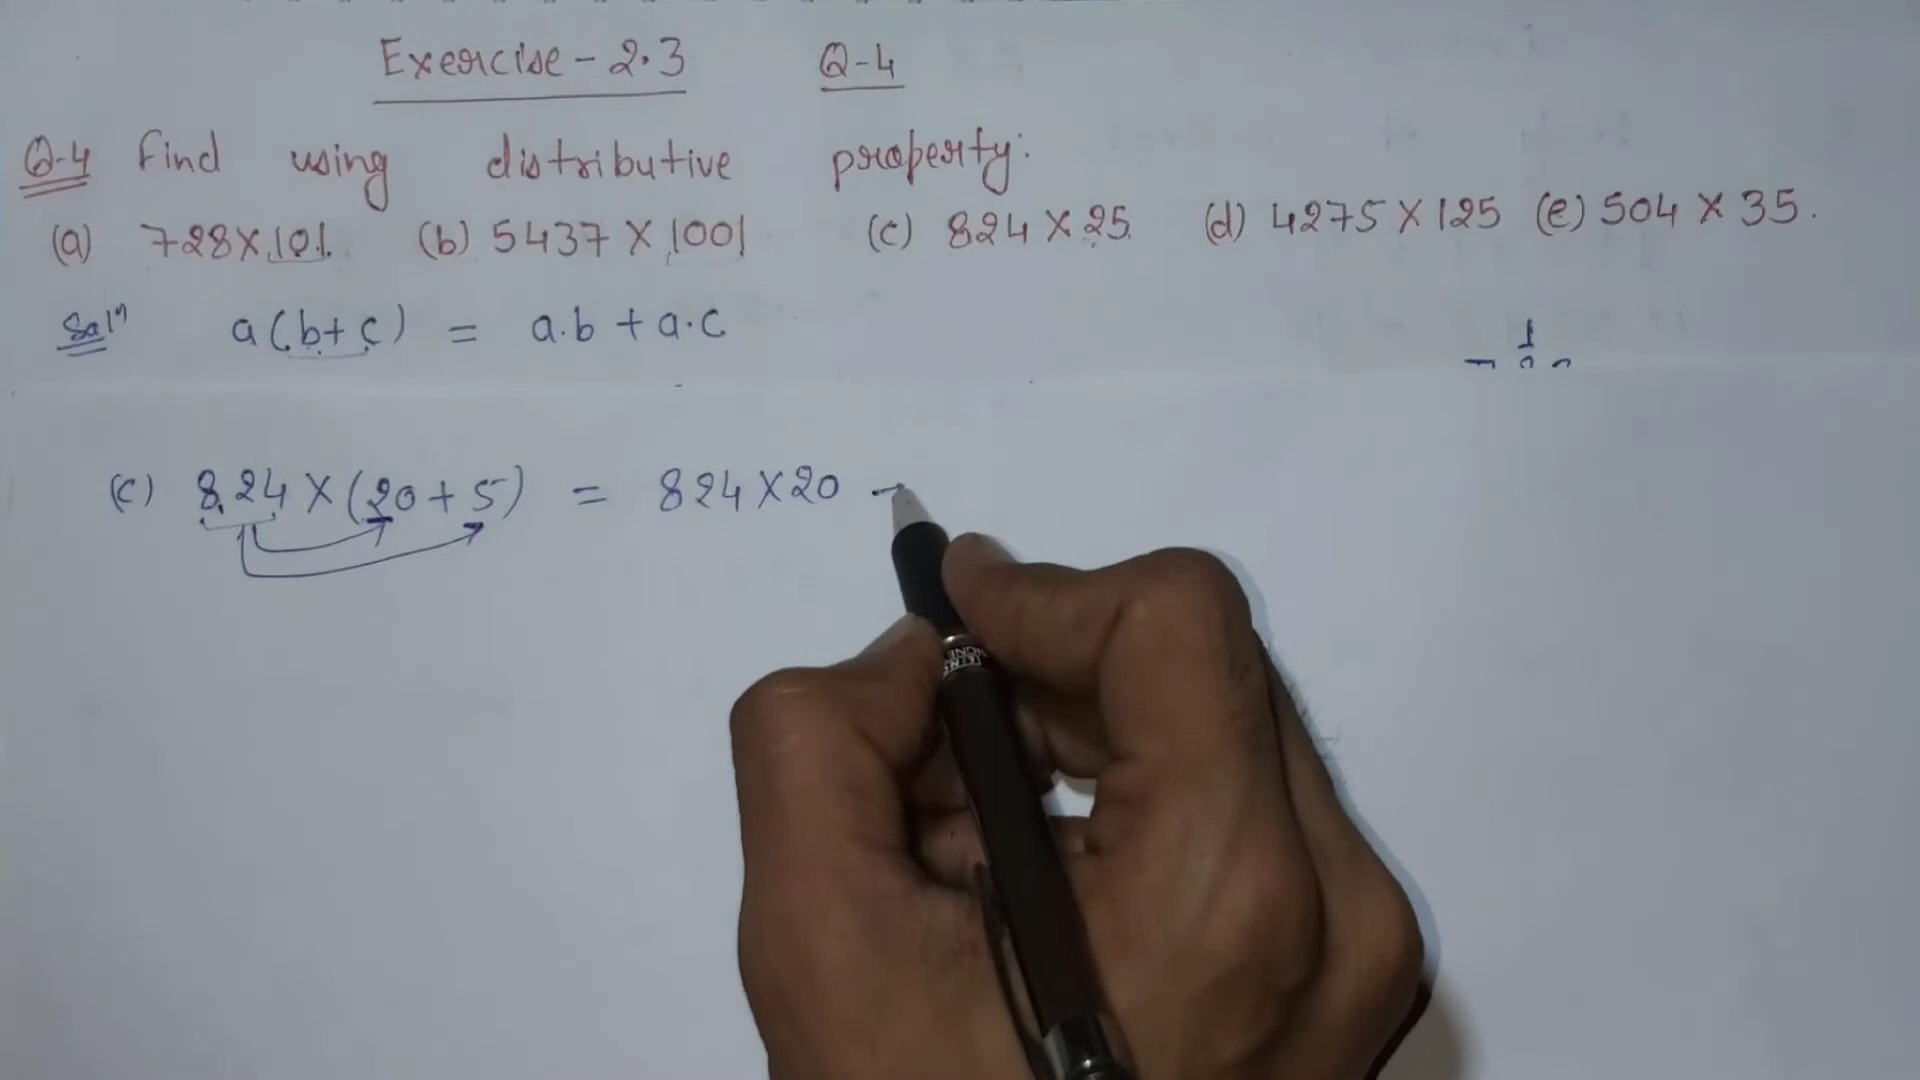 Exercise - 2.3 Q-4
Q-4 Find using distributive property:
(a) 728×101 (b) 5437 × 1001 (c) 824 × 25 (d) 4275 × 125 (e) 504 × 35.
Solⁿ a(b+c) = a.b + a.c
(c) 824 × (20 + 5) = 824 × 20